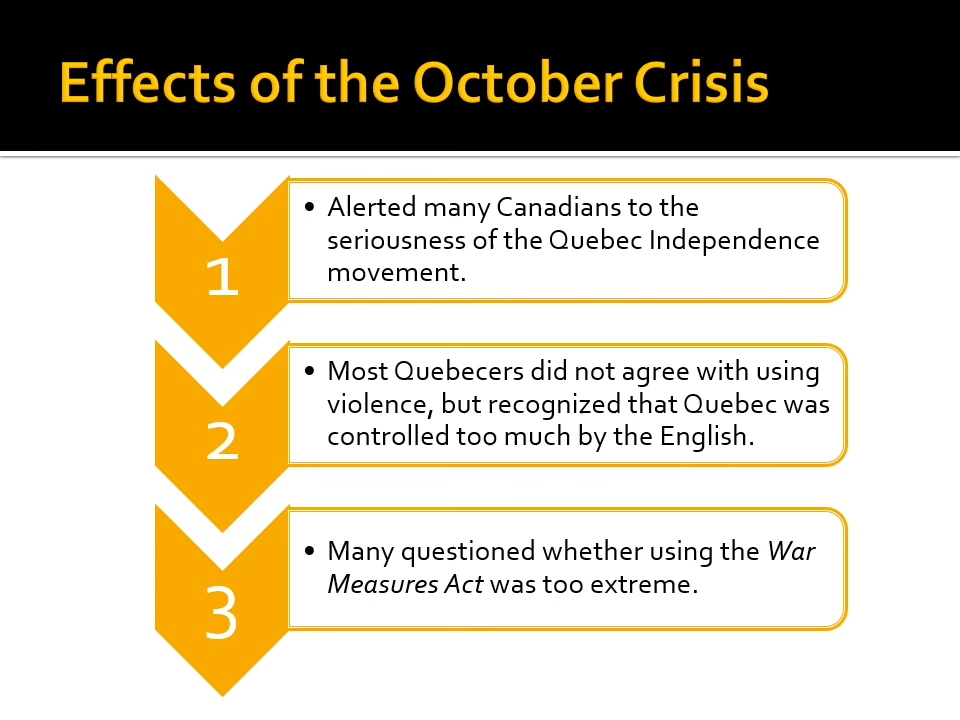 Effects of the October Crisis
1
• Alerted many Canadians to the
seriousness of the Quebec Independence
movement.
2
• Most Quebecers did not agree with using
violence, but recognized that Quebec was
controlled too much by the English.
3
• Many questioned whether using the War
Measures Act was too extreme.